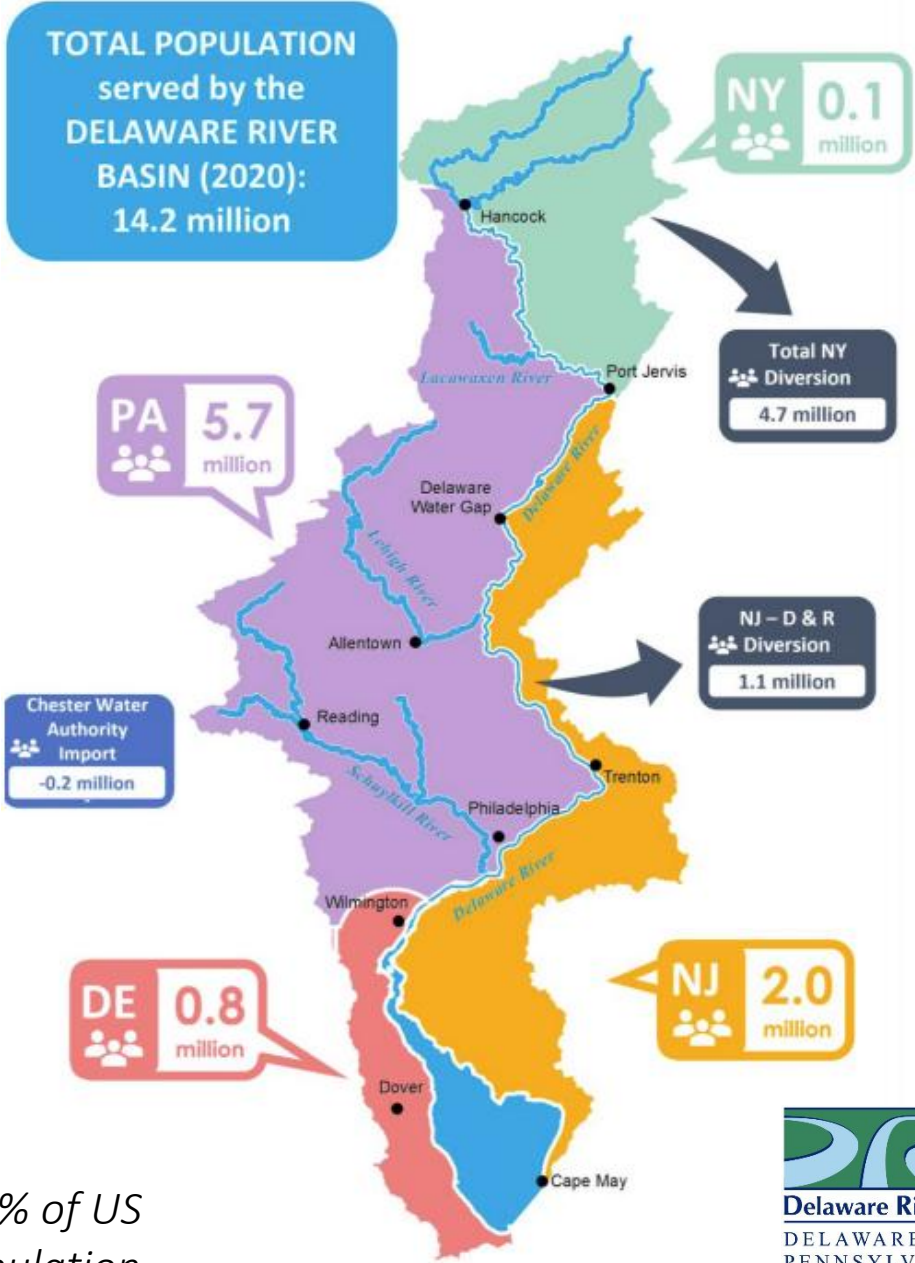 TOTAL POPULATION
served by the
DELAWARE RIVER
BASIN (2020):
14.2 million
NY
0.1
million
Hancock
Total NY
Diversion
4.7 million
Port Jervis
Lacawaxen River
PA
5.7
million
Delaware
Water Gap
Delaware River
Lehigh River
NJ – D & R
Diversion
1.1 million
Allentown
Chester Water
Authority
Import
-0.2 million
Reading
Trenton
Schuylkill River
Philadelphia
Delaware River
Wilmington
DE
0.8
million
NJ
2.0
million
Dover
Cape May
% of US
Delaware
DELAWARE